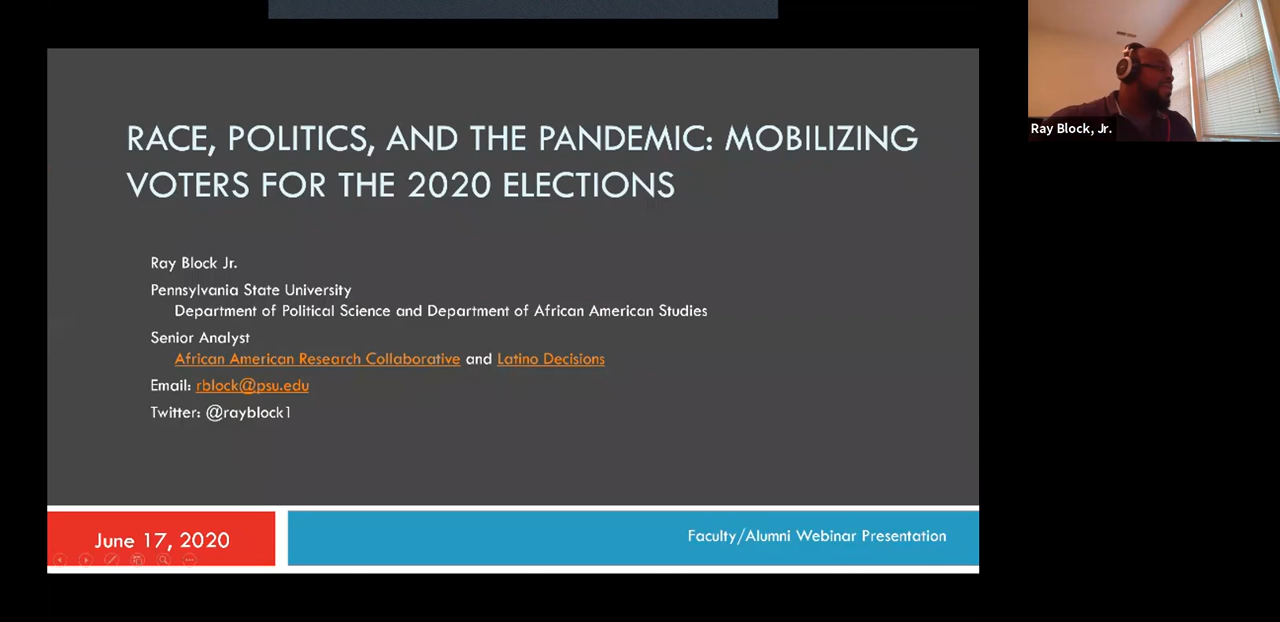 RACE, POLITICS, AND THE PANDEMIC: MOBILIZING
VOTERS FOR THE 2020 ELECTIONS
Ray Block Jr.
Pennsylvania State University
Department of Political Science and Department of African American Studies
Senior Analyst
African American Research Collaborative and Latino Decisions
Email: rblock@psu.edu
Twitter: @rayblock1
June 17, 2020
Faculty/Alumni Webinar Presentation
Ray Block, Jr.